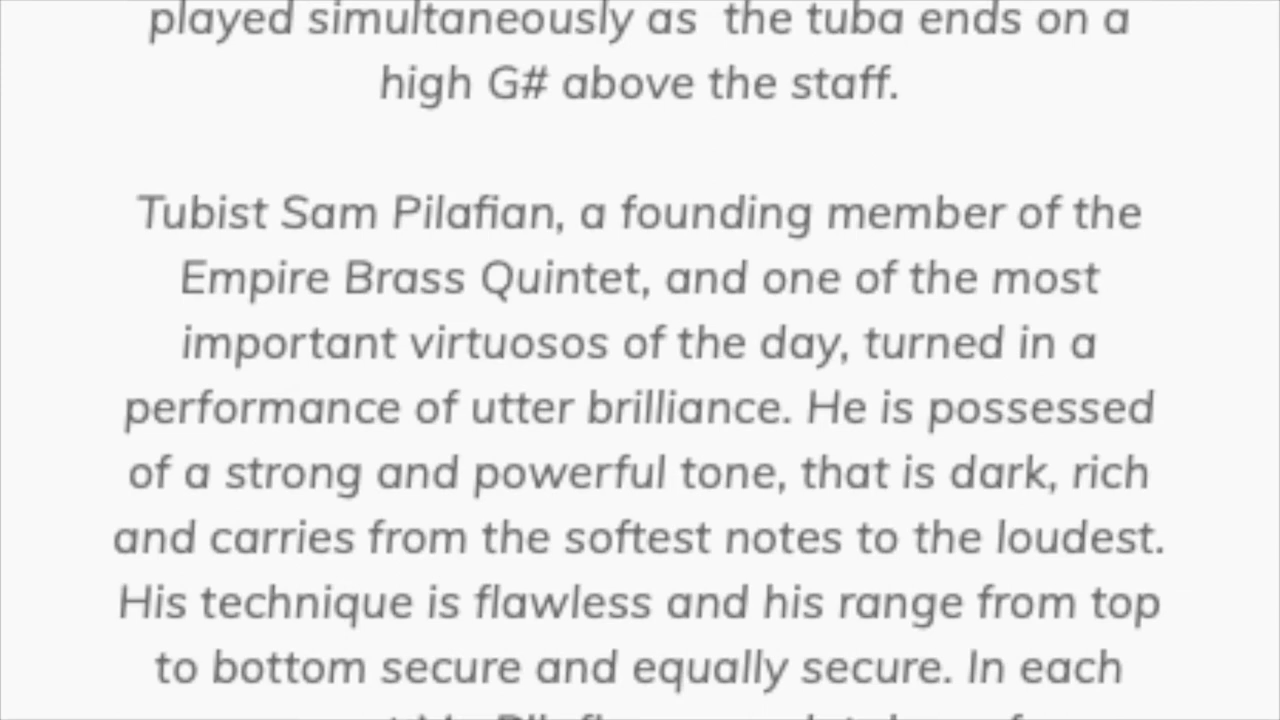 played simultaneously as  the tuba ends on a
high G# above the staff.
Tubist Sam Pilafian, a founding member of the
Empire Brass Quintet, and one of the most
important virtuosos of the day, turned in a
performance of utter brilliance. He is possessed
of a strong and powerful tone, that is dark, rich
and carries from the softest notes to the loudest.
His technique is flawless and his range from top
to bottom secure and equally secure. In each